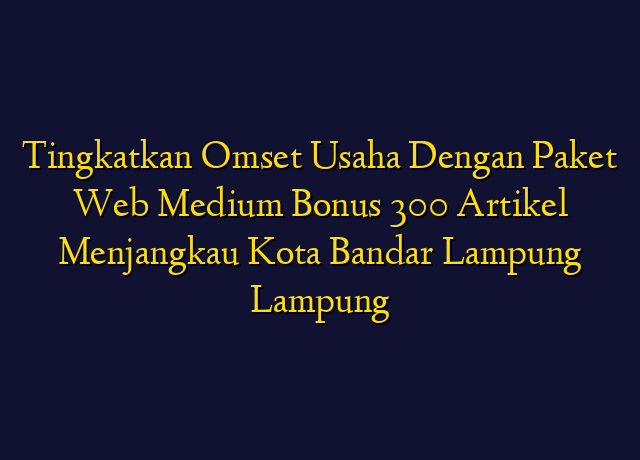 Tingkatkan Omset Usaha Dengan Paket
Web Medium Bonus 300 Artikel
Menjangkau Kota Bandar Lampung
Lampung